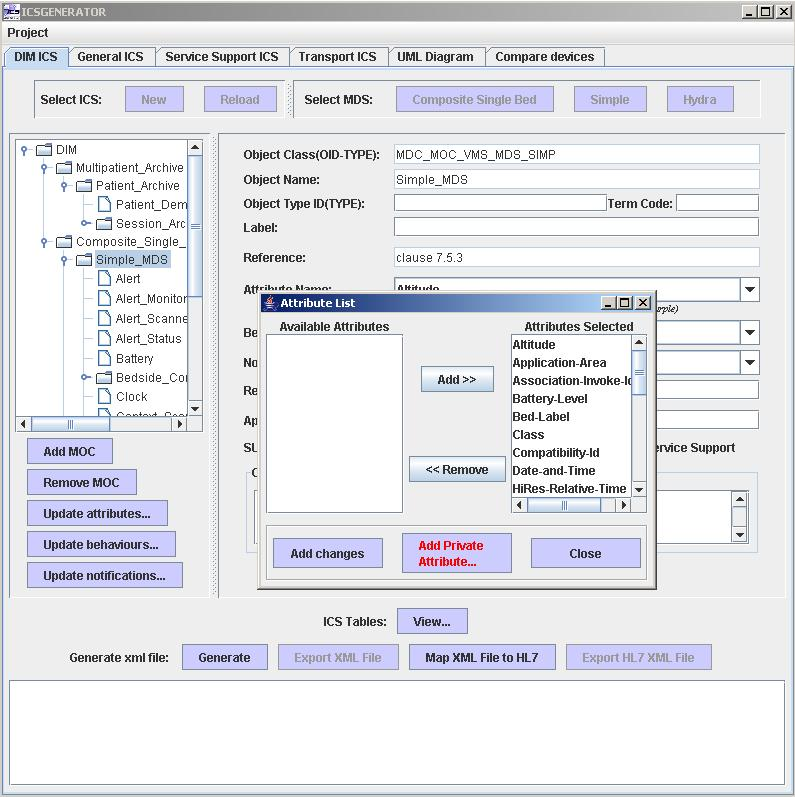 ICSGENERATOR
Project
DIM ICS General ICS Service Support ICS Transport ICS UML Diagram Compare devices
Select ICS: New Reload Select MDS: Composite Single Bed Simple Hydra
DIM
Multipatient_Archive
Patient_Archive
Patient_Dem
Session_Arc
Composite_Single_
Simple_MDS
Alert
Alert_Monitor
Alert_Scanne
Alert_Status
Battery
Bedside_Co
Clock
Add MOC
Remove MOC
Update attributes...
Update behaviours...
Update notifications...
Object Class(OID-TYPE): MDC_MOC_VMS_MDS_SIMP
Object Name: Simple_MDS
Object Type ID(TYPE): Term Code:
Label:
Reference: clause 7.5.3
Attribute Name: Altitude
Be
No
Re
Ap
ervice Support
Attribute List
Available Attributes
Add >>
<< Remove
Attributes Selected
Altitude
Application-Area
Association-Invoke-Id
Battery-Level
Bed-Label
Class
Compatibility-Id
Date-and-Time
HiRes-Relative-Time
Add changes
Add Private
Attribute...
Close
ICS Tables: View...
Generate xml file: Generate Export XML File Map XML File to HL7 Export HL7 XML File